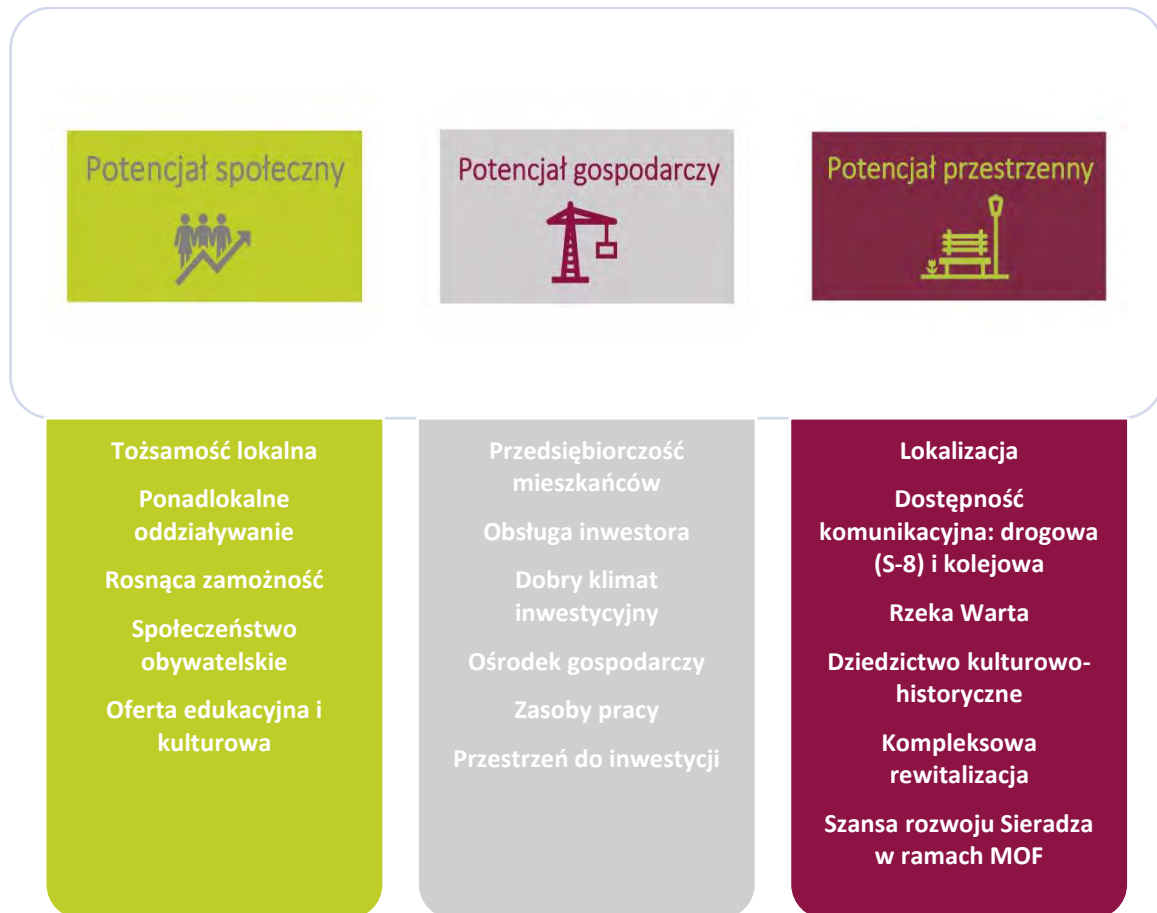 Potencjał społeczny
Potencjał gospodarczy
Potencjał przestrzenny
Tożsamość lokalna
Ponadlokalne
oddziaływanie
Rosnąca zamożność
Społeczeństwo
obywatelskie
Oferta edukacyjna i
kulturowa
Przedsiębiorczość
mieszkańców
Obsługa inwestora
Dobry klimat
inwestycyjny
Ośrodek gospodarczy
Zasoby pracy
Przestrzeń do inwestycji
Lokalizacja
Dostępność
komunikacyjna: drogowa
(S-8) i kolejowa
Rzeka Warta
Dziedzictwo kulturowo-
historyczne
Kompleksowa
rewitalizacja
Szansa rozwoju Sieradza
w ramach MOF